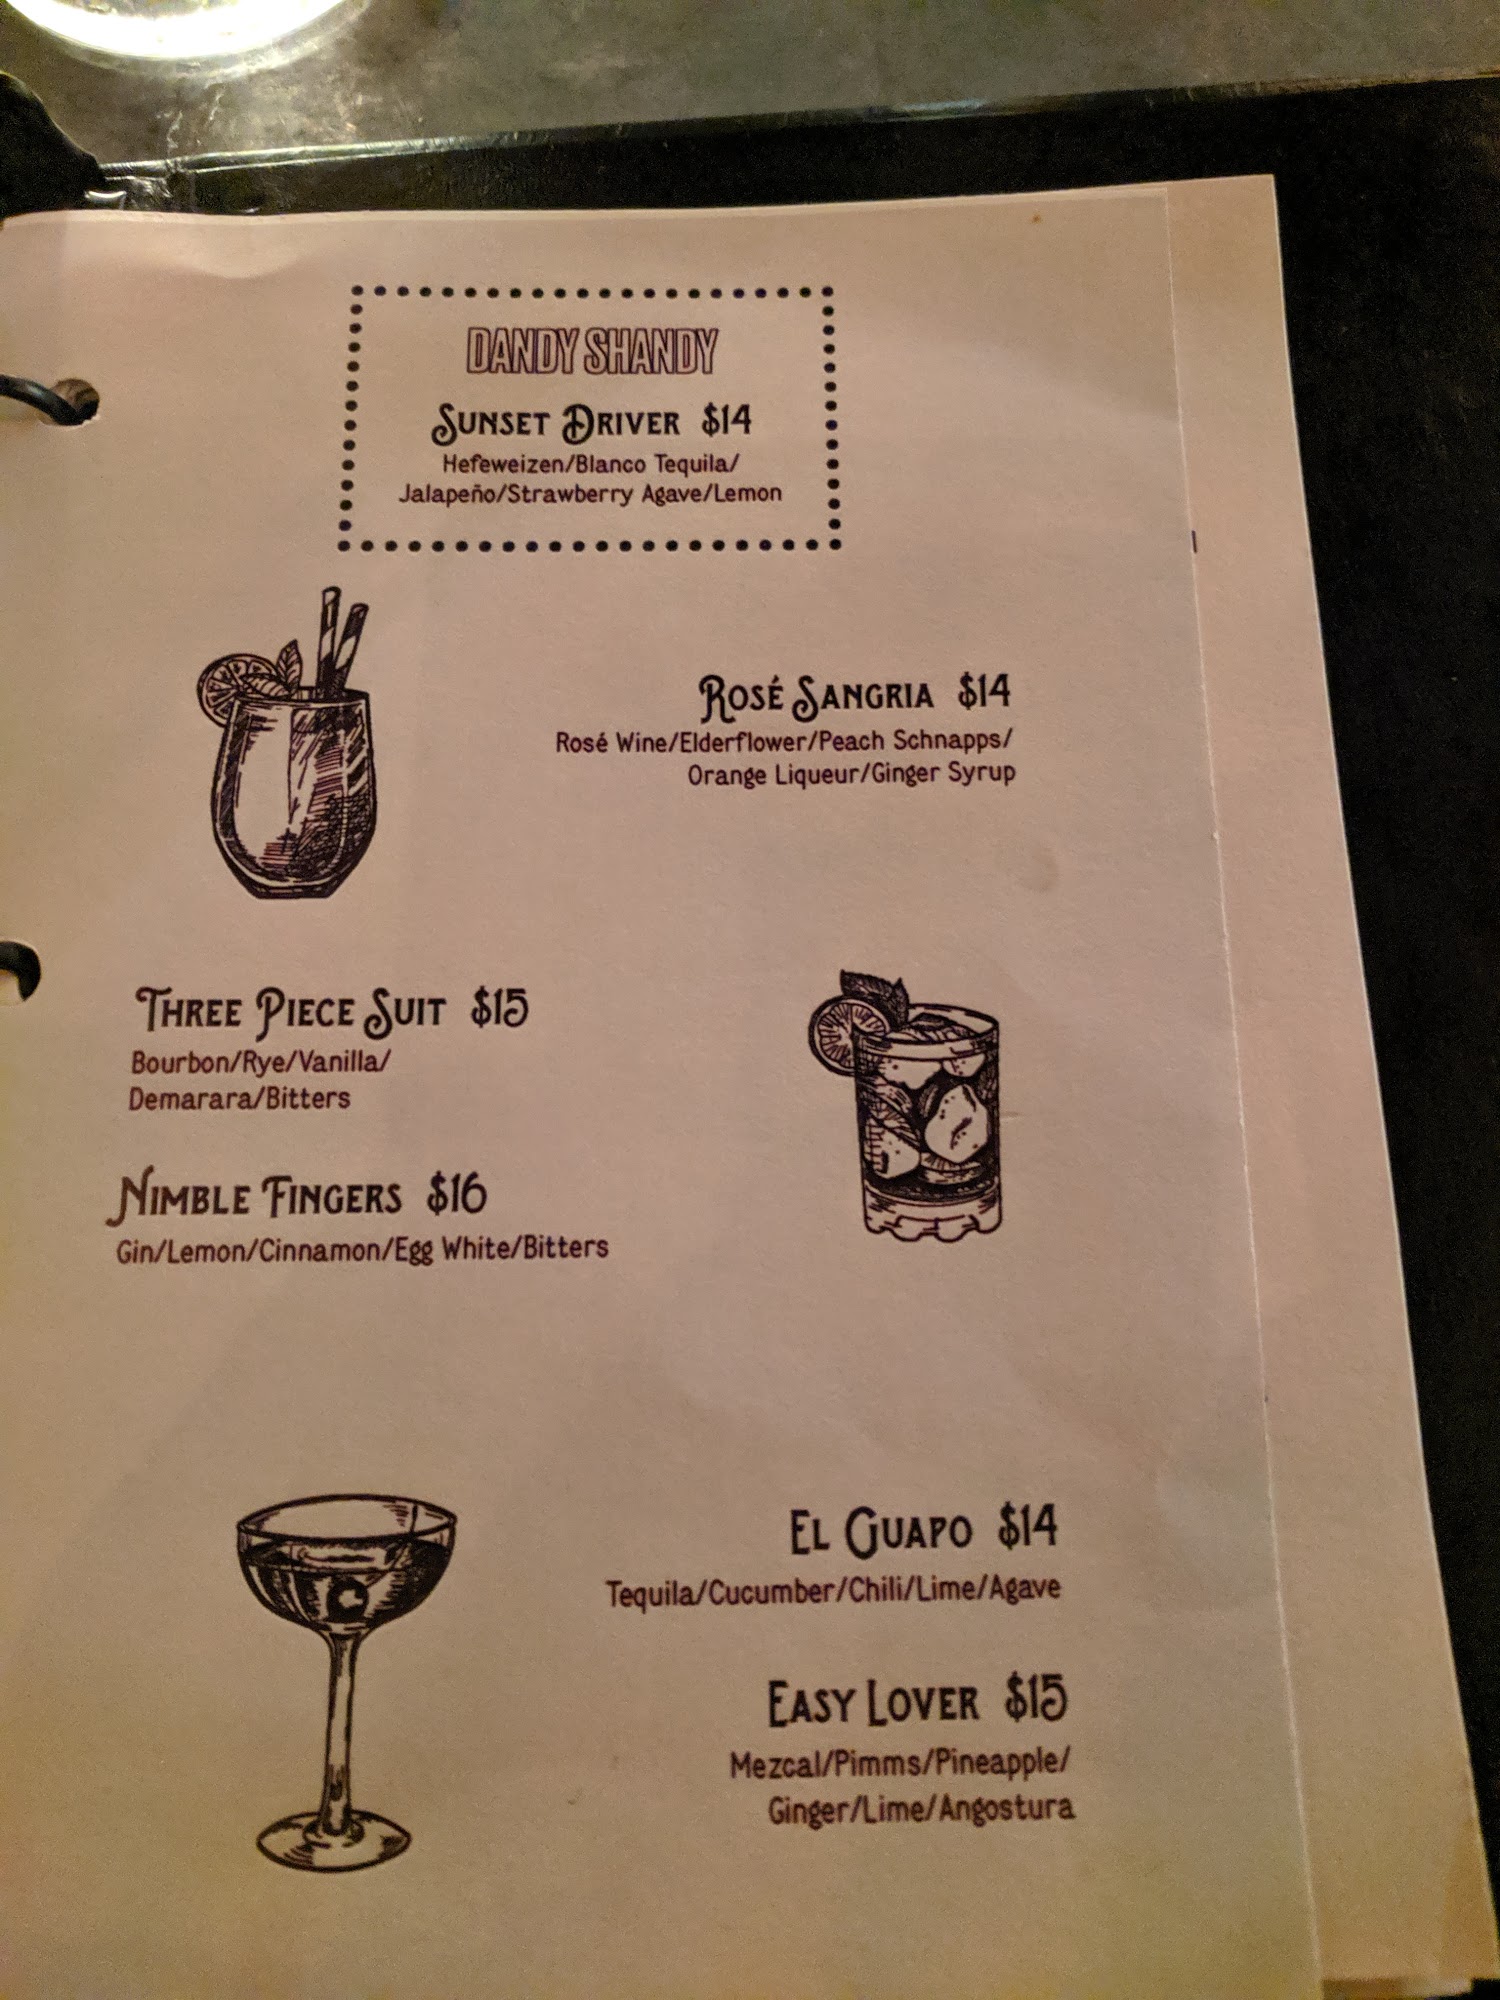 DANDY SHANDY
SUNSET DRIVER $14
Hefeweizen/Blanco Tequila/
Jalapeño/Strawberry Agave/Lemon
ROSÉ SANGRIA $14
Rosé Wine/Elderflower/Peach Schnapps/
Orange Liqueur/Ginger Syrup
THREE PIECE SUIT $15
Bourbon/Rye/Vanilla/
Demarara/Bitters
NIMBLE FINGERS $16
Gin/Lemon/Cinnamon/Egg White/Bitters
EL GUAPO $14
Tequila/Cucumber/Chili/Lime/Agave
EASY LOVER $15
Mezcal/Pimms/Pineapple/
Ginger/Lime/Angostura